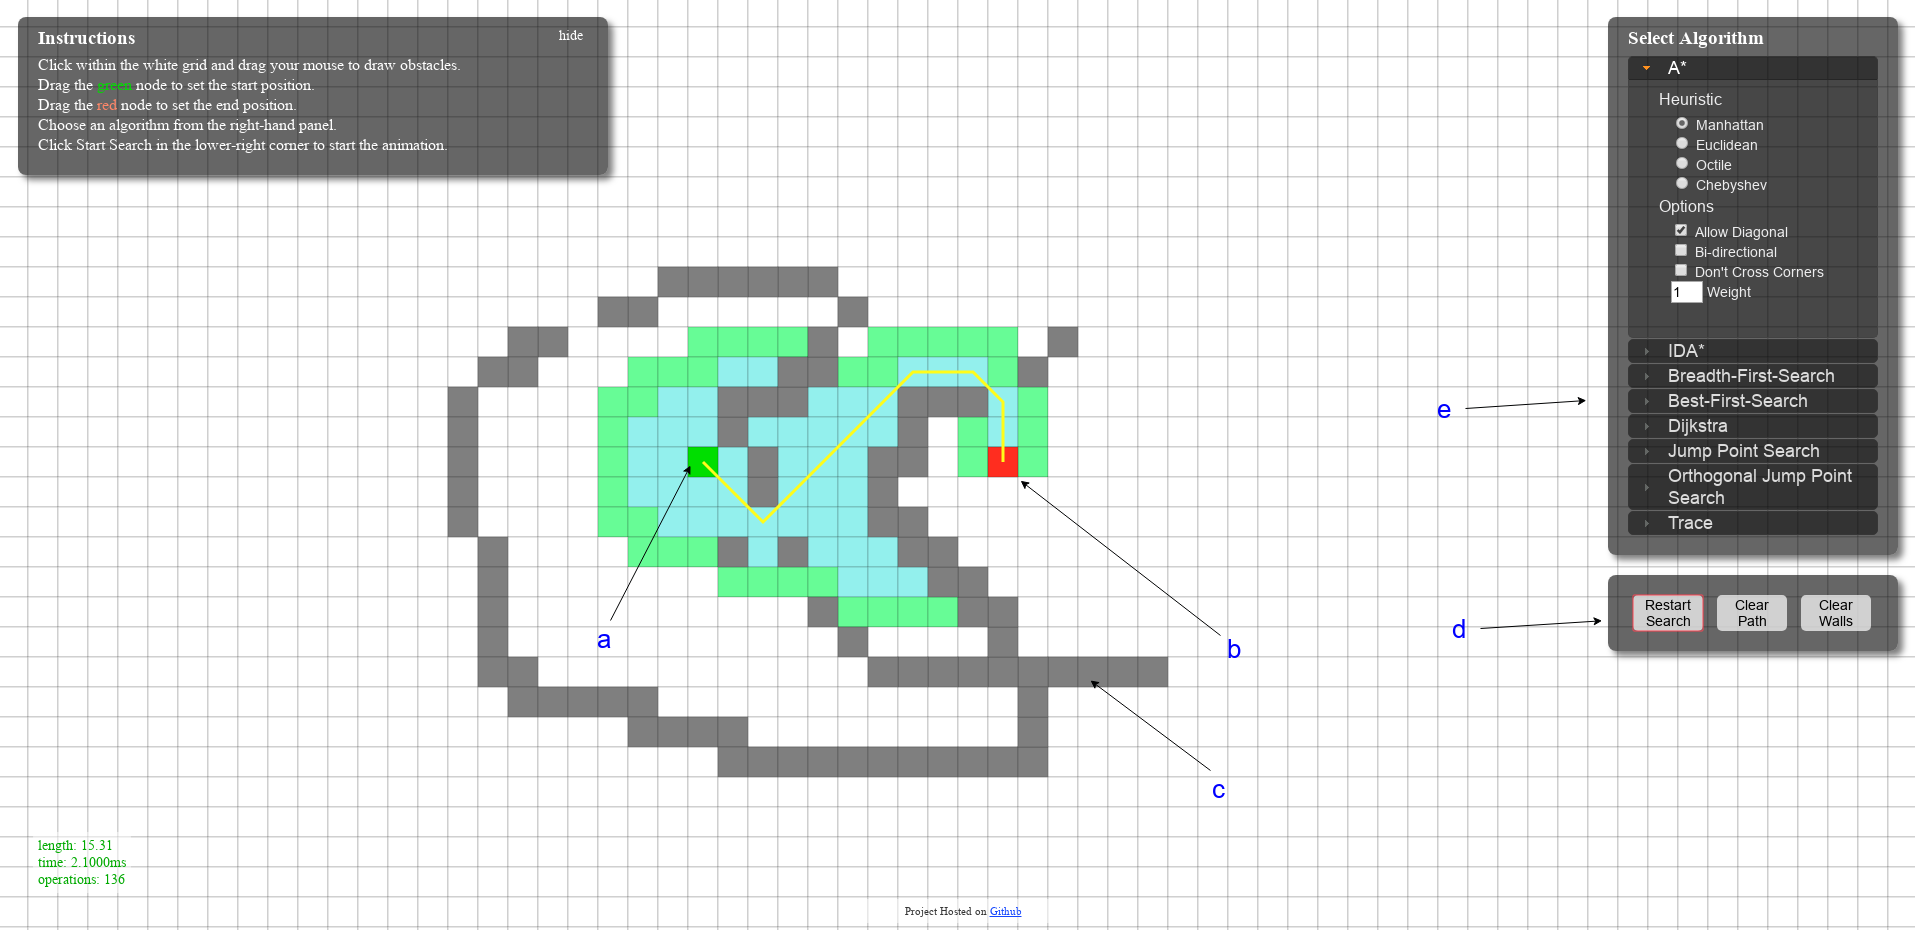 Instructions
hide
Click within the white grid and drag your mouse to draw obstacles.
Drag the green node to set the start position.
Drag the red node to set the end position.
Choose an algorithm from the right-hand panel.
Click Start Search in the lower-right corner to start the animation.
Select Algorithm
A*
Heuristic
Manhattan
Euclidean
Octile
Chebyshev
Options
Allow Diagonal
Bi-directional
Don't Cross Corners
1 Weight
IDA*
Breadth-First-Search
Best-First-Search
Dijkstra
Jump Point Search
Orthogonal Jump Point
Search
Trace
Restart
Search
Clear
Path
Clear
Walls
e
d
a
b
c
length: 15.31
time: 2.1000ms
operations: 136
Project Hosted on Github